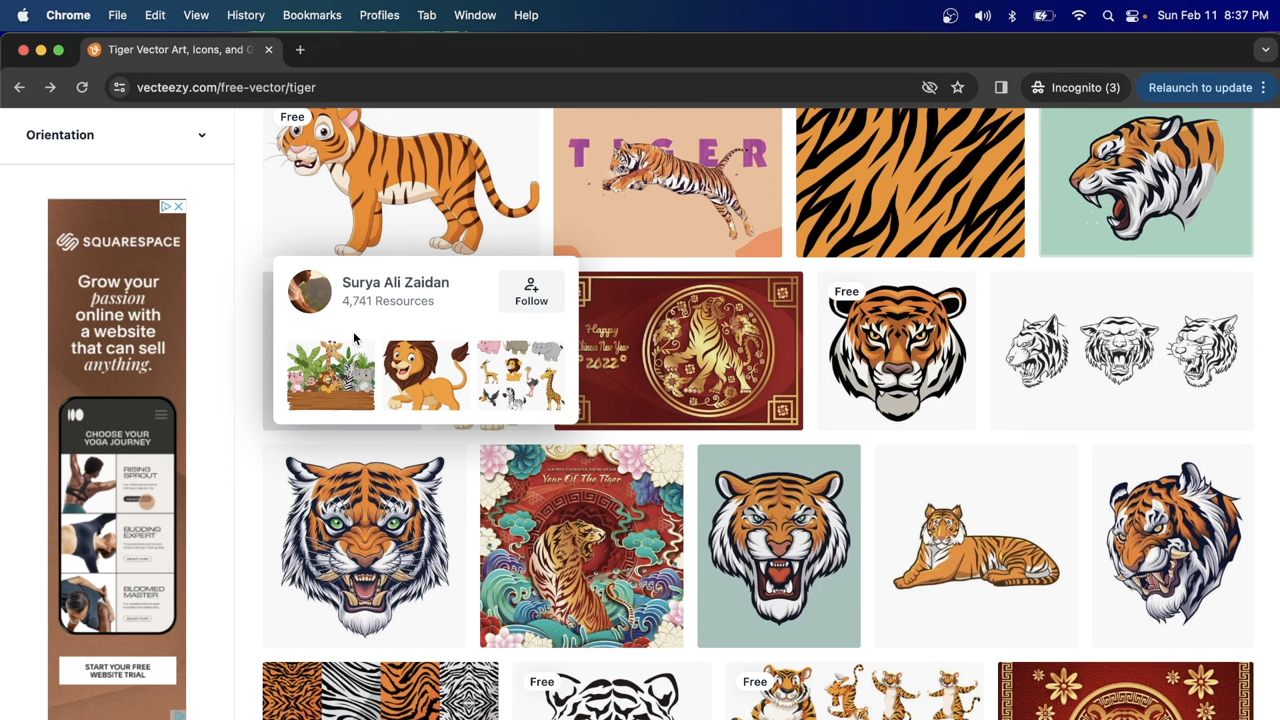 Chrome File Edit View History Bookmarks Profiles Tab Window Help Sun Feb 11 8:37 PM
Tiger Vector Art, Icons, and G
vecteezy.com/free-vector/tiger Incognito (3) Relaunch to update
Orientation
Free
TIGER
SQUARESPACE
Grow your
passion
online with
a website
that can sell
anything.
CHOOSE YOUR
YOGA JOURNEY
RISING
SPROUT
BUDDING
EXPERT
BLOOMED
MASTER
START YOUR FREE
WEBSITE TRIAL
Surya Ali Zaidan
4,741 Resources
Follow
Happy
Chinese New Year
2022
Free
HAPPY CHINESE NEW YEAR
Year Of The Tiger
Free
Free